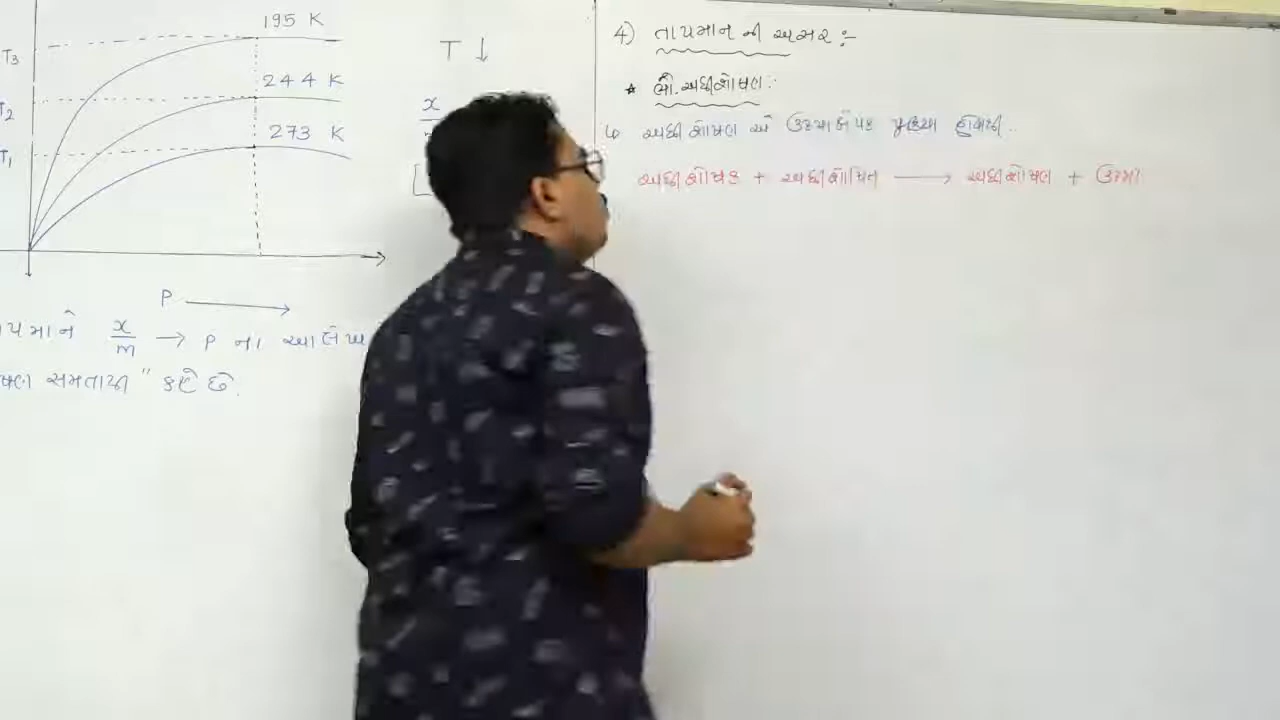 195 K
T3
244 K
T2
273 K
T1
P
x/m → P ના આલેખ
સમતાપી " કહે છે.
T ↓
x
4) તાપમાન ની અસર :-
* ભૌ. અધિશોષણ :
અધિશોષણ એ ઉષ્માક્ષેપક પ્રક્રિયા હોવાથી..
અધિશોષક + અધિશોષિત → અધિશોષણ + ઉષ્મા